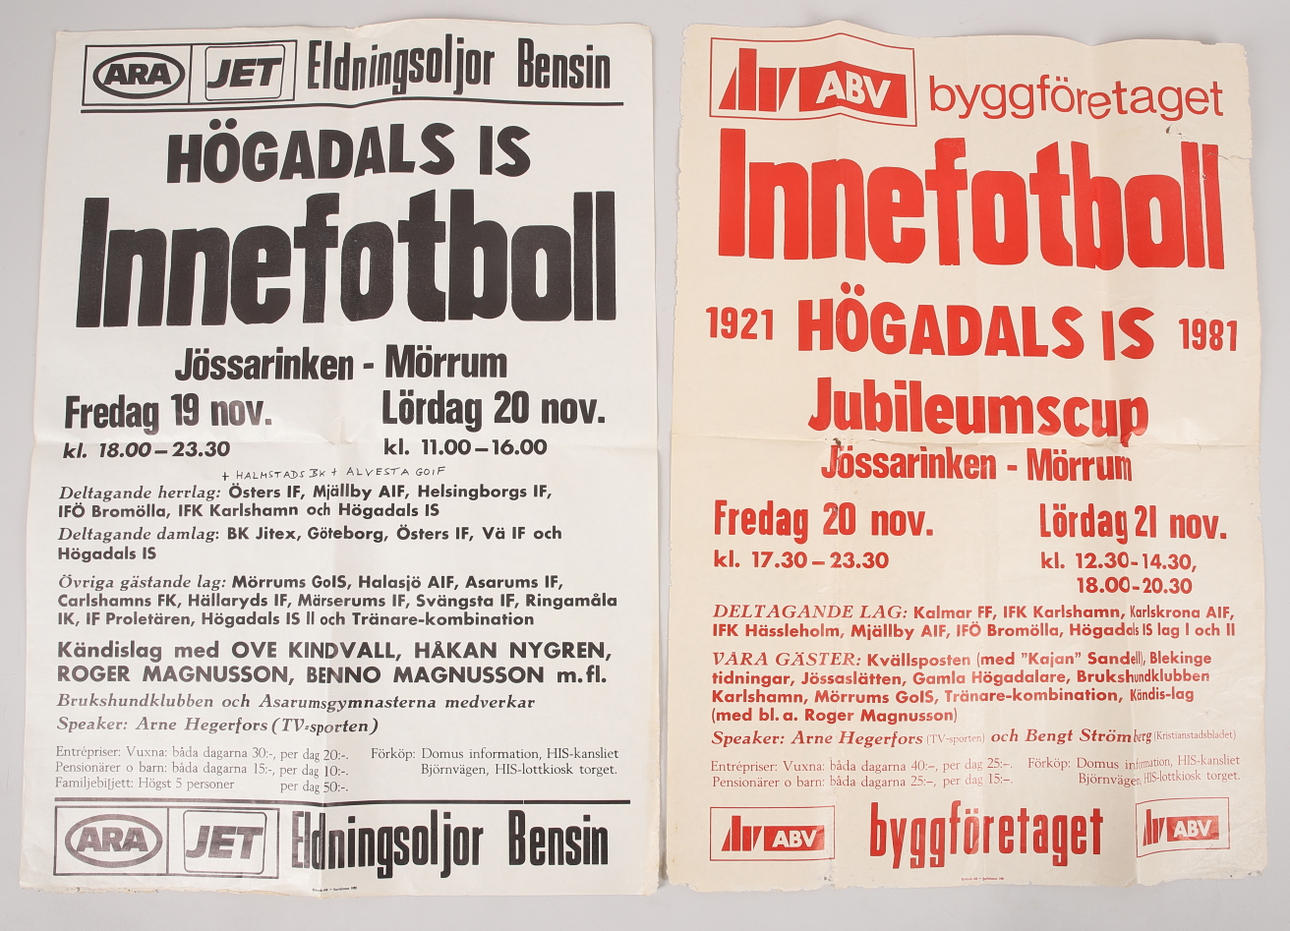 ARA JET Eldningsoljor Bensin
HÖGADALS IS
Innefotboll
Jössarinken - Mörrum
Fredag 19 nov. Lördag 20 nov.
kl. 18.00 – 23.30 kl. 11.00 – 16.00
+ HALMSTADS BK + ALVESTA GOIF
Deltagande herrlag: Östers IF, Mjällby AIF, Helsingborgs IF,
IFÖ Bromölla, IFK Karlshamn och Högadals IS
Deltagande damlag: BK Jitex, Göteborg, Östers IF, Vä IF och
Högadals IS
Övriga gästande lag: Mörrums GoIS, Halasjö AIF, Asarums IF,
Carlshamns FK, Hällaryds IF, Märserums IF, Svängsta IF, Ringamåla
IK, IF Proletären, Högadals IS II och Tränare-kombination
Kändislag med OVE KINDVALL, HÅKAN NYGREN,
ROGER MAGNUSSON, BENNO MAGNUSSON m. fl.
Brukshundklubben och Asarumsgymnasterna medverkar
Speaker: Arne Hegerfors (TV-sporten)
Entrépriser: Vuxna: båda dagarna 30:-, per dag 20:-. Förköp: Domus information, HIS-kansliet
Pensionärer o barn: båda dagarna 15:-, per dag 10:-. Björnvägen, HIS-lottkiosk torget.
Familjebiljett: Högst 5 personer per dag 50:-.
ARA JET Eldningsoljor Bensin
ABV byggföretaget
Innefotboll
1921 HÖGADALS IS 1981
Jubileumscup
Jössarinken - Mörrum
Fredag 20 nov. Lördag 21 nov.
kl. 17.30 – 23.30 kl. 12.30-14.30,
18.00-20.30
DELTAGANDE LAG: Kalmar FF, IFK Karlshamn, Karlskrona AIF,
IFK Hässleholm, Mjällby AIF, IFÖ Bromölla, Högadals IS lag I och II
VÅRA GÄSTER: Kvällsposten (med "Kajan" Sandell), Blekinge
tidningar, Jössaslätten, Gamla Högadalare, Brukshundklubben
Karlshamn, Mörrums GoIS, Tränare-kombination, Kändis-lag
(med bl. a. Roger Magnusson)
Speaker: Arne Hegerfors (TV-sporten) och Bengt Strömberg (Kristianstadsbladet)
Entrépriser: Vuxna: båda dagarna 40:-, per dag 25:-. Förköp: Domus information, HIS-kansliet
Pensionärer o barn: båda dagarna 25:-, per dag 15:-. Björnvägen, HIS-lottkiosk torget.
ABV byggföretaget ABV